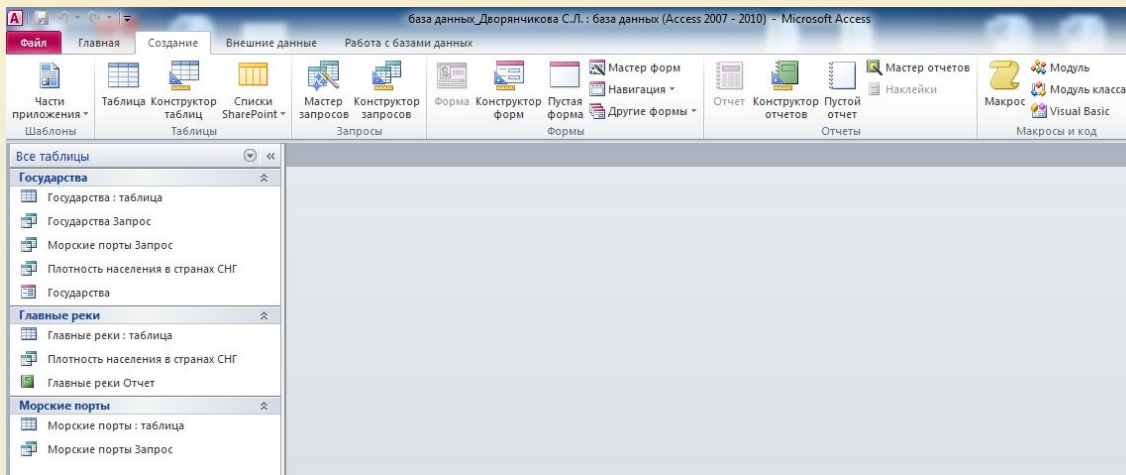 база данных_Дворянчикова С.Л. : база данных (Access 2007 - 2010) - Microsoft Access
Файл Главная Создание Внешние данные Работа с базами данных
Части приложения
Таблица
Конструктор таблиц
Списки SharePoint
Мастер запросов
Конструктор запросов
Форма
Конструктор форм
Пустая форма
Мастер форм
Навигация
Другие формы
Отчет
Конструктор отчетов
Пустой отчет
Мастер отчетов
Наклейки
Макрос
Модуль
Модуль класса
Visual Basic
Шаблоны Таблицы Запросы Формы Отчеты Макросы и код
Все таблицы
Государства
Государства : таблица
Государства Запрос
Морские порты Запрос
Плотность населения в странах СНГ
Государства
Главные реки
Главные реки : таблица
Плотность населения в странах СНГ
Главные реки Отчет
Морские порты
Морские порты : таблица
Морские порты Запрос